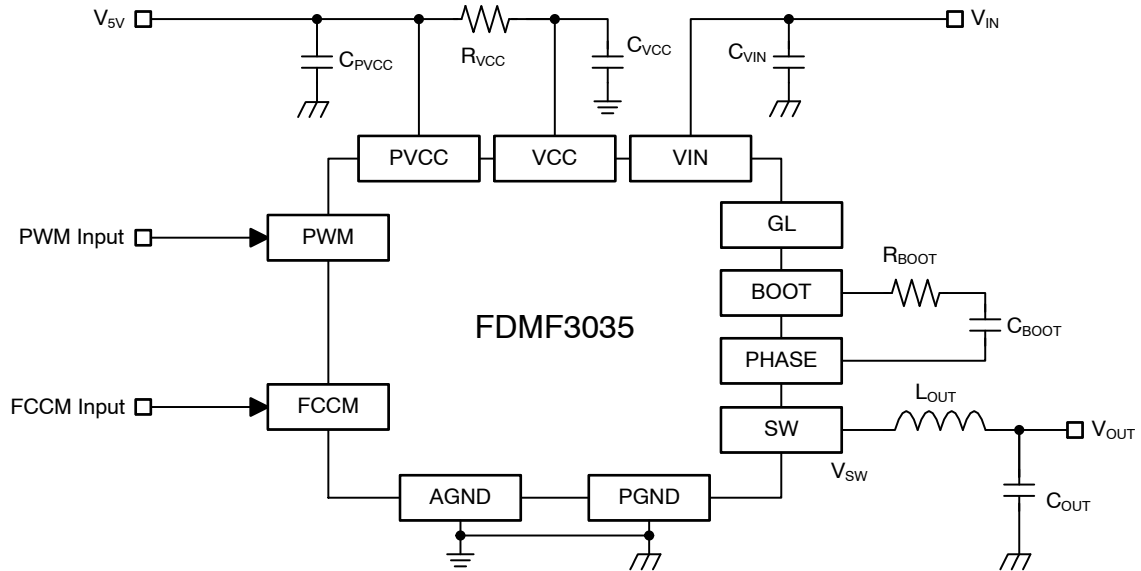 V5V
VIN
CPVCC
RVCC
CVCC
CVIN
PVCC
VCC
VIN
GL
PWM Input
PWM
RBOOT
BOOT
CBOOT
FDMF3035
PHASE
FCCM Input
FCCM
LOUT
SW
VOUT
VSW
AGND
PGND
COUT